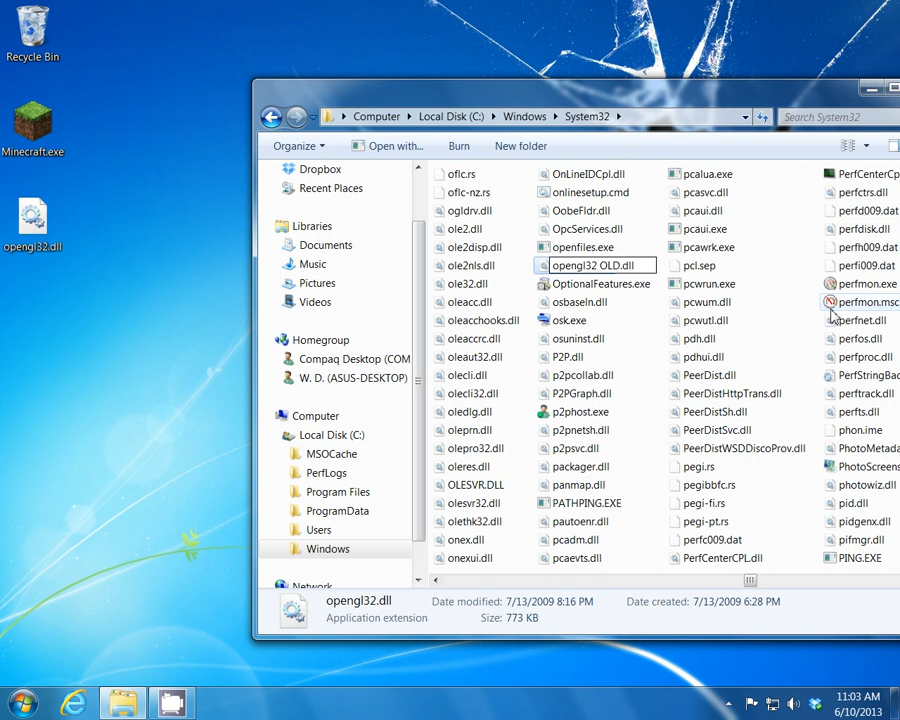 Recycle Bin
Minecraft.exe
opengl32.dll
Computer Local Disk (C:) Windows System32
Search System32
Organize Open with... Burn New folder
Dropbox
Recent Places
Libraries
Documents
Music
Pictures
Videos
Homegroup
Compaq Desktop (COM
W. D. (ASUS-DESKTOP)
Computer
Local Disk (C:)
MSOCache
PerfLogs
Program Files
ProgramData
Users
Windows
Network
oflc.rs
oflc-nz.rs
ogldrv.dll
ole2.dll
ole2disp.dll
ole2nls.dll
ole32.dll
oleacc.dll
oleacchooks.dll
oleaccrc.dll
oleaut32.dll
olecli.dll
olecli32.dll
oledlg.dll
oleprn.dll
olepro32.dll
oleres.dll
OLESVR.DLL
olesvr32.dll
olethk32.dll
onex.dll
onexui.dll
OnLineIDCpl.dll
onlinesetup.cmd
OobeFldr.dll
OpcServices.dll
openfiles.exe
opengl32 OLD.dll
OptionalFeatures.exe
osbaseln.dll
osk.exe
osuninst.dll
P2P.dll
p2pcollab.dll
P2PGraph.dll
p2phost.exe
p2pnetsh.dll
p2psvc.dll
packager.dll
panmap.dll
PATHPING.EXE
pautoenr.dll
pcadm.dll
pcaevts.dll
pcalua.exe
pcasvc.dll
pcaui.dll
pcaui.exe
pcawrk.exe
pcl.sep
pcwrun.exe
pcwum.dll
pcwutl.dll
pdh.dll
pdhui.dll
PeerDist.dll
PeerDistHttpTrans.dll
PeerDistSh.dll
PeerDistSvc.dll
PeerDistWSDDiscoProv.dll
pegi.rs
pegibbfc.rs
pegi-fi.rs
pegi-pt.rs
perfc009.dat
PerfCenterCPL.dll
PerfCenterCp
perfctrs.dll
perfd009.dat
perfdisk.dll
perfh009.dat
perfi009.dat
perfmon.exe
perfmon.msc
perfnet.dll
perfos.dll
perfproc.dll
PerfStringBac
perftrack.dll
perfts.dll
phon.ime
PhotoMetada
PhotoScreens
photowiz.dll
pid.dll
pidgenx.dll
pifmgr.dll
PING.EXE
opengl32.dll Date modified: 7/13/2009 8:16 PM Date created: 7/13/2009 6:28 PM
Application extension Size: 773 KB
11:03 AM
6/10/2013